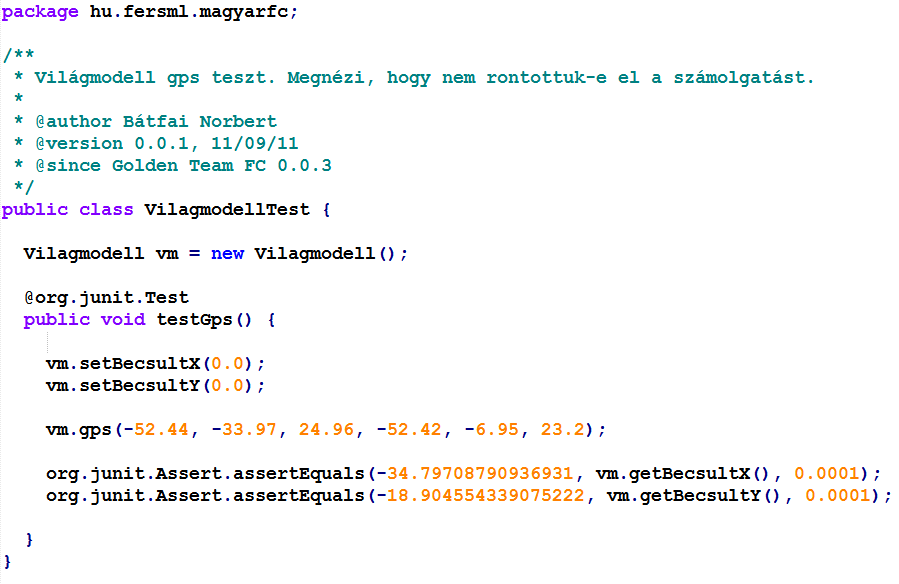 package hu.fersml.magyarfc;
/**
 * Világmodell gps teszt. Megnézi, hogy nem rontottuk-e el a számolgatást.
 *
 * @author Bátfai Norbert
 * @version 0.0.1, 11/09/11
 * @since Golden Team FC 0.0.3
 */
public class VilagmodellTest {
  Vilagmodell vm = new Vilagmodell();
  @org.junit.Test
  public void testGps() {
    vm.setBecsultX(0.0);
    vm.setBecsultY(0.0);
    vm.gps(-52.44, -33.97, 24.96, -52.42, -6.95, 23.2);
    org.junit.Assert.assertEquals(-34.79708790936931, vm.getBecsultX(), 0.0001);
    org.junit.Assert.assertEquals(-18.904554339075222, vm.getBecsultY(), 0.0001);
  }
}